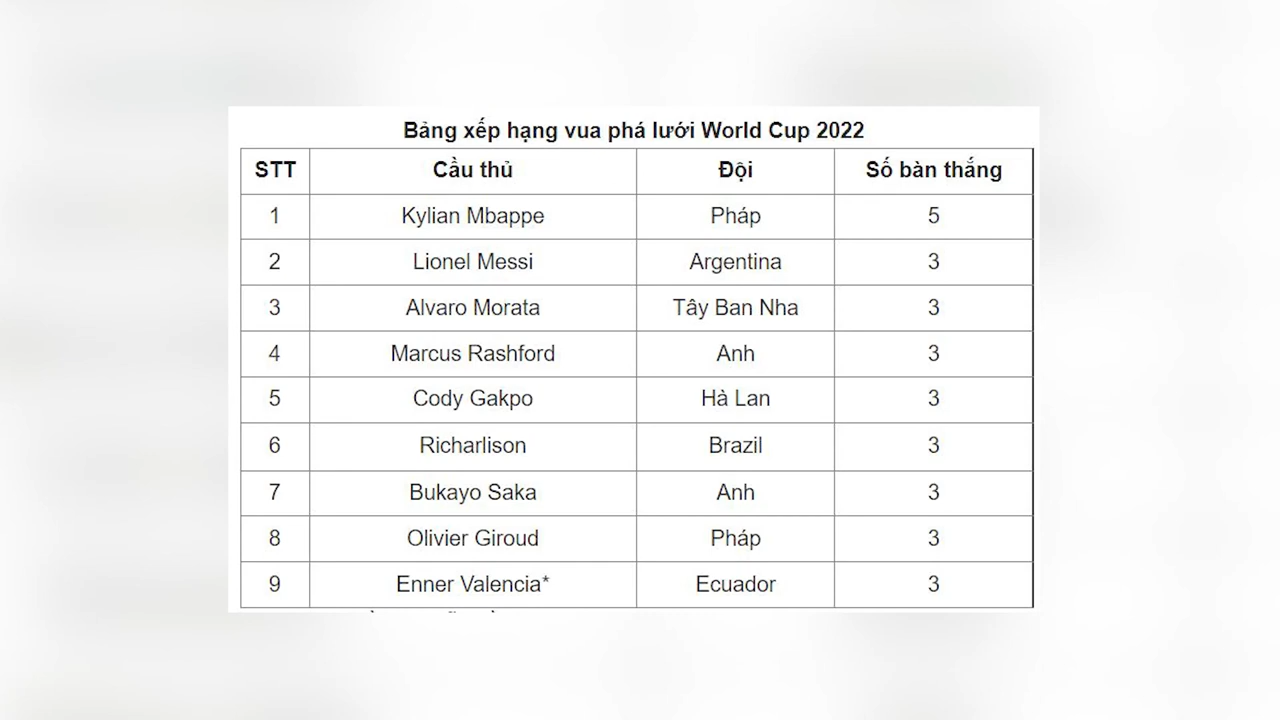 Bảng xếp hạng vua phá lưới World Cup 2022
STT Cầu thủ Đội Số bàn thắng
1 Kylian Mbappe Pháp 5
2 Lionel Messi Argentina 3
3 Alvaro Morata Tây Ban Nha 3
4 Marcus Rashford Anh 3
5 Cody Gakpo Hà Lan 3
6 Richarlison Brazil 3
7 Bukayo Saka Anh 3
8 Olivier Giroud Pháp 3
9 Enner Valencia* Ecuador 3